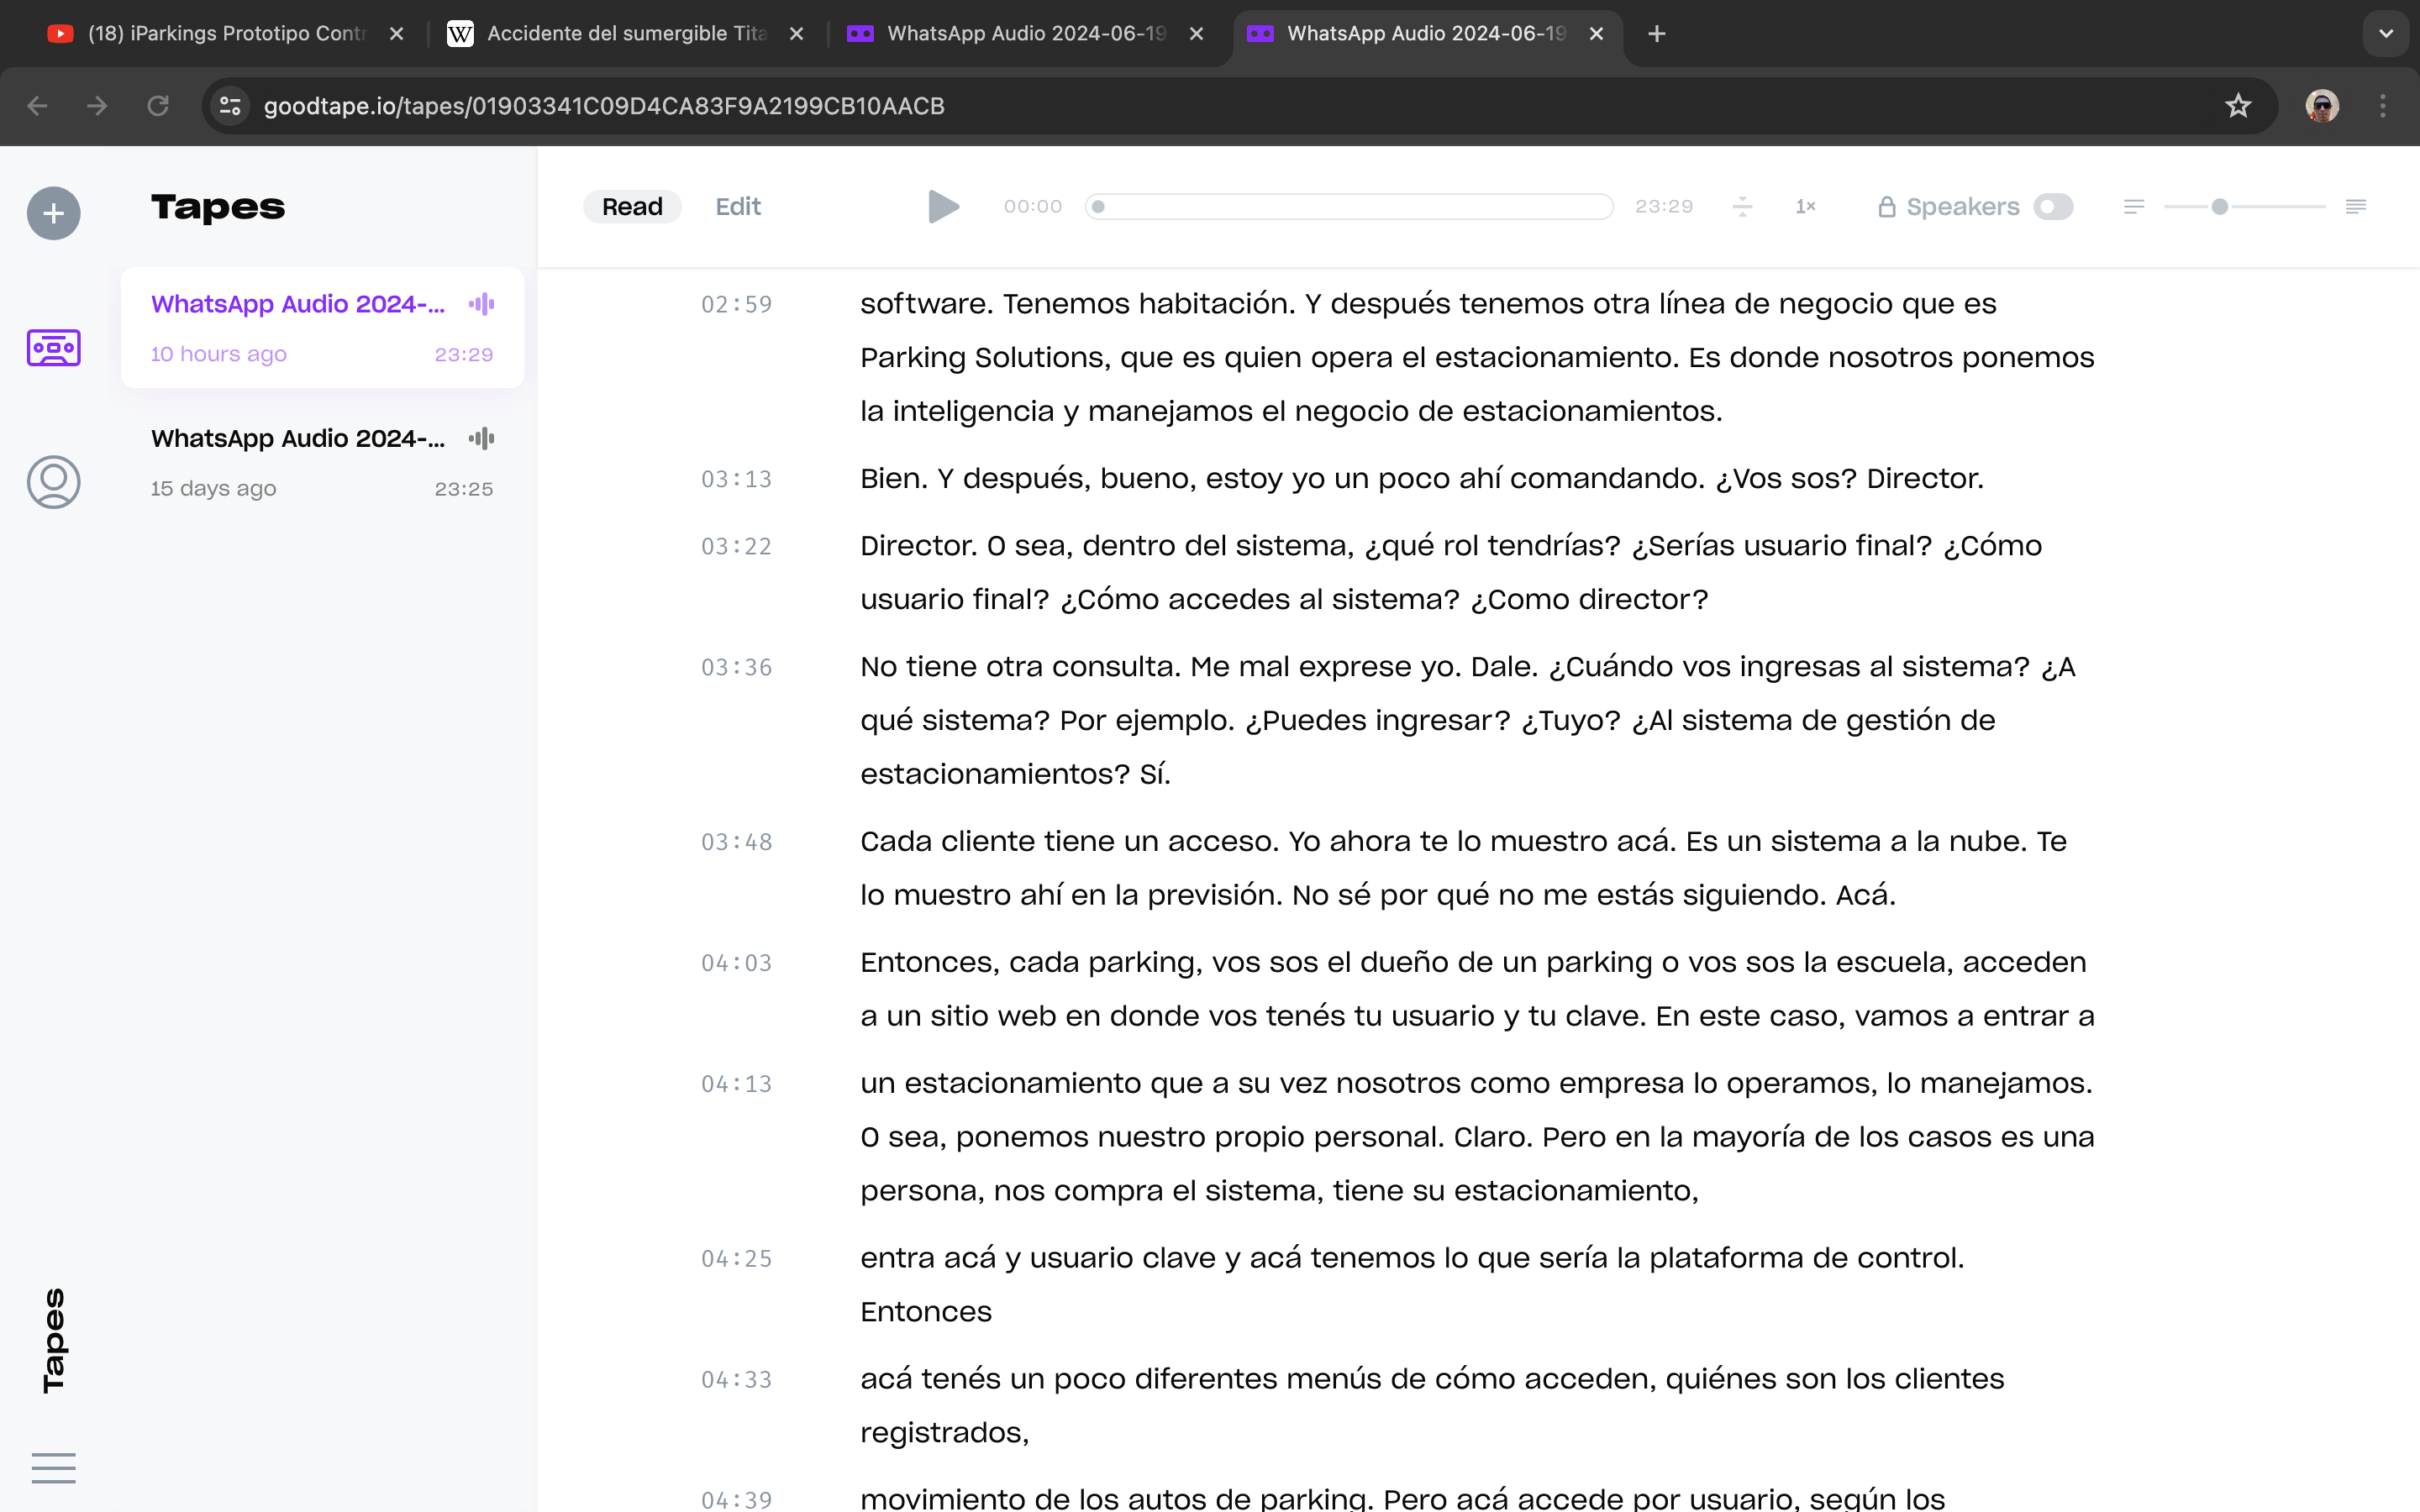 (18) iParkings Prototipo Contr
Accidente del sumergible Tita
WhatsApp Audio 2024-06-19
WhatsApp Audio 2024-06-19
goodtape.io/tapes/01903341C09D4CA83F9A2199CB10AACB
Tapes
WhatsApp Audio 2024-...
10 hours ago 23:29
WhatsApp Audio 2024-...
15 days ago 23:25
Tapes
Read Edit 00:00 23:29 1× Speakers
02:59 software. Tenemos habitación. Y después tenemos otra línea de negocio que es
Parking Solutions, que es quien opera el estacionamiento. Es donde nosotros ponemos
la inteligencia y manejamos el negocio de estacionamientos.
03:13 Bien. Y después, bueno, estoy yo un poco ahí comandando. ¿Vos sos? Director.
03:22 Director. O sea, dentro del sistema, ¿qué rol tendrías? ¿Serías usuario final? ¿Cómo
usuario final? ¿Cómo accedes al sistema? ¿Como director?
03:36 No tiene otra consulta. Me mal exprese yo. Dale. ¿Cuándo vos ingresas al sistema? ¿A
qué sistema? Por ejemplo. ¿Puedes ingresar? ¿Tuyo? ¿Al sistema de gestión de
estacionamientos? Sí.
03:48 Cada cliente tiene un acceso. Yo ahora te lo muestro acá. Es un sistema a la nube. Te
lo muestro ahí en la previsión. No sé por qué no me estás siguiendo. Acá.
04:03 Entonces, cada parking, vos sos el dueño de un parking o vos sos la escuela, acceden
a un sitio web en donde vos tenés tu usuario y tu clave. En este caso, vamos a entrar a
04:13 un estacionamiento que a su vez nosotros como empresa lo operamos, lo manejamos.
O sea, ponemos nuestro propio personal. Claro. Pero en la mayoría de los casos es una
persona, nos compra el sistema, tiene su estacionamiento,
04:25 entra acá y usuario clave y acá tenemos lo que sería la plataforma de control.
Entonces
04:33 acá tenés un poco diferentes menús de cómo acceden, quiénes son los clientes
registrados,
04:39 movimiento de los autos de parking. Pero acá accede por usuario, según los